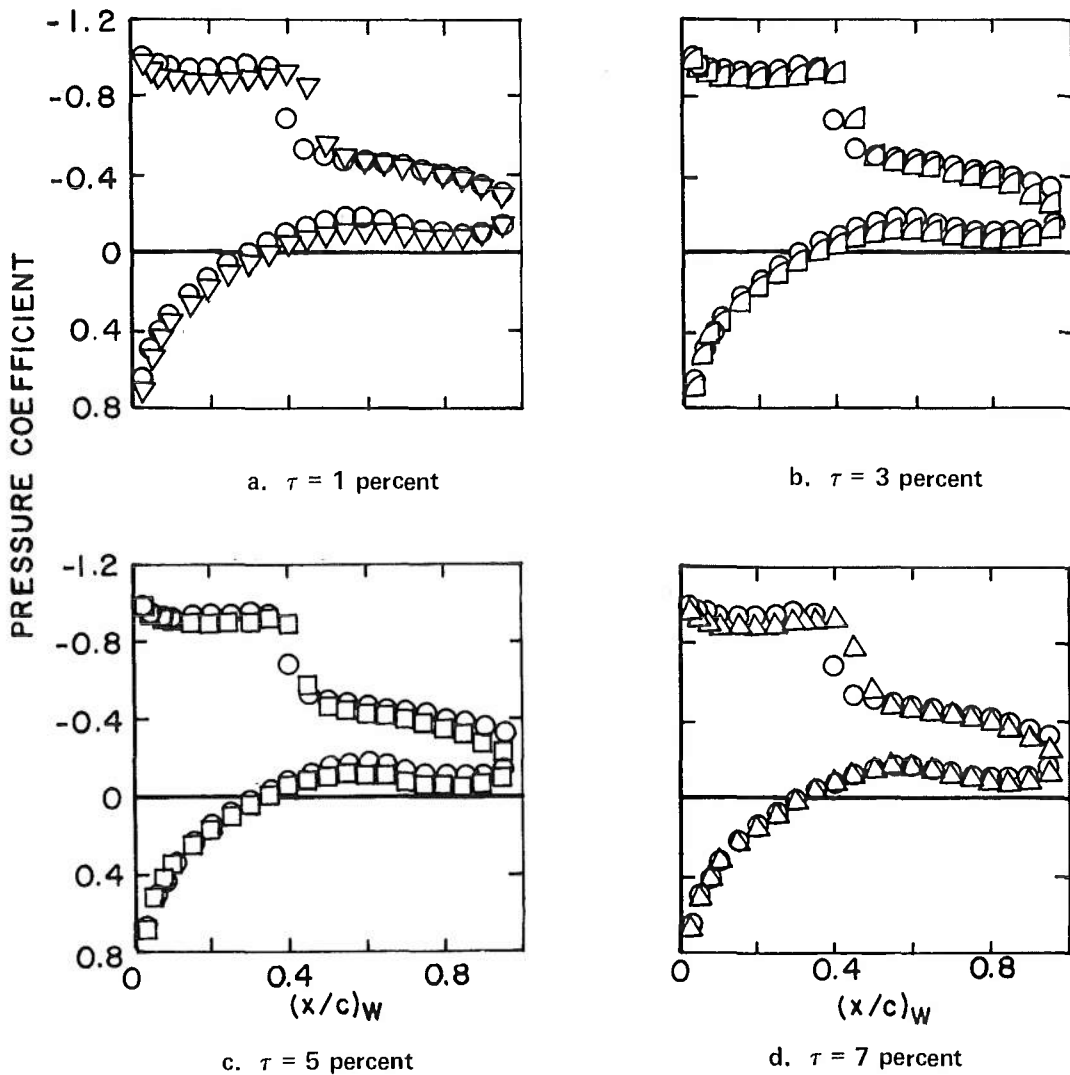 PRESSURE COEFFICIENT
-1.2
-0.8
-0.4
0
0.4
0.8
a. τ = 1 percent
b. τ = 3 percent
-1.2
-0.8
-0.4
0
0.4
0.8
0 0.4 0.8
(x/c)W
c. τ = 5 percent
0 0.4 0.8
(x/c)W
d. τ = 7 percent